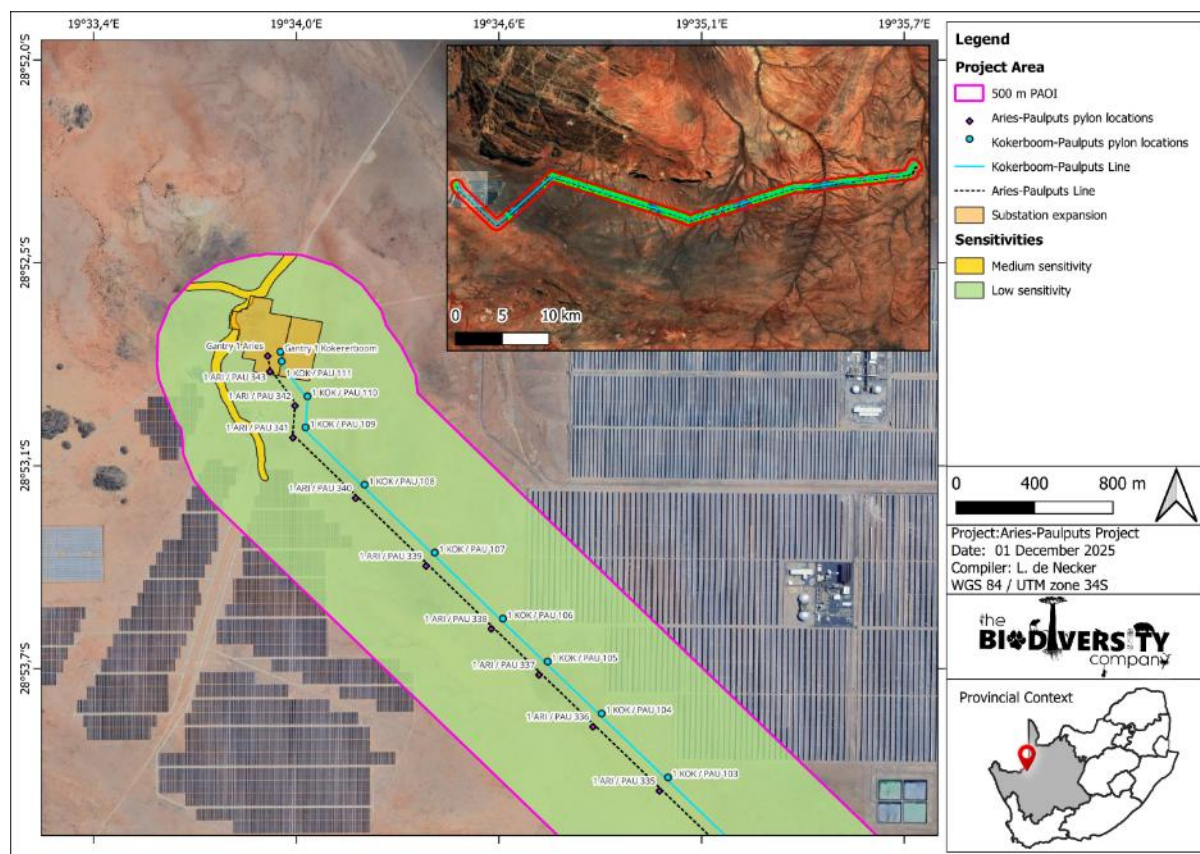 19°33,4'E
19°34,0'E
19°34,6'E
19°35,1'E
19°35,7'E
28°52,0'S
28°52,5'S
28°53,1'S
28°53,7'S
0 5 10 km
Gantry 1 Aries
Gantry 1 Kokererboom
1 ARI / PAU 343
1 KOK / PAU 111
1 ARI / PAU 342
1 KOK / PAU 110
1 ARI / PAU 341
1 KOK / PAU 109
1 ARI / PAU 340
1 KOK / PAU 108
1 ARI / PAU 339
1 KOK / PAU 107
1 ARI / PAU 338
1 KOK / PAU 106
1 ARI / PAU 337
1 KOK / PAU 105
1 ARI / PAU 336
1 KOK / PAU 104
1 ARI / PAU 335
1 KOK / PAU 103
Legend
Project Area
500 m PAOI
Aries-Paulputs pylon locations
Kokerboom-Paulputs pylon locations
Kokerboom-Paulputs Line
Aries-Paulputs Line
Substation expansion
Sensitivities
Medium sensitivity
Low sensitivity
0 400 800 m
Project:Aries-Paulputs Project
Date: 01 December 2025
Compiler: L. de Necker
WGS 84 / UTM zone 34S
the
BIODIVERSITY
company
Provincial Context